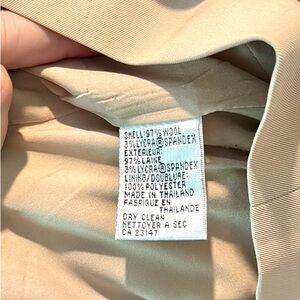 SHELL:97% WOOL
3%LYCRA®SPANDEX
EXTERIEUR:
97%LAINE
3%LYCRA®SPANDEX
LINING/DOUBLURE:
100%POLYESTER
MADE IN THAILAND
FABRIQUE EN
THAILANDE
DRY CLEAN
NETTOYER A SEC
CA 23147